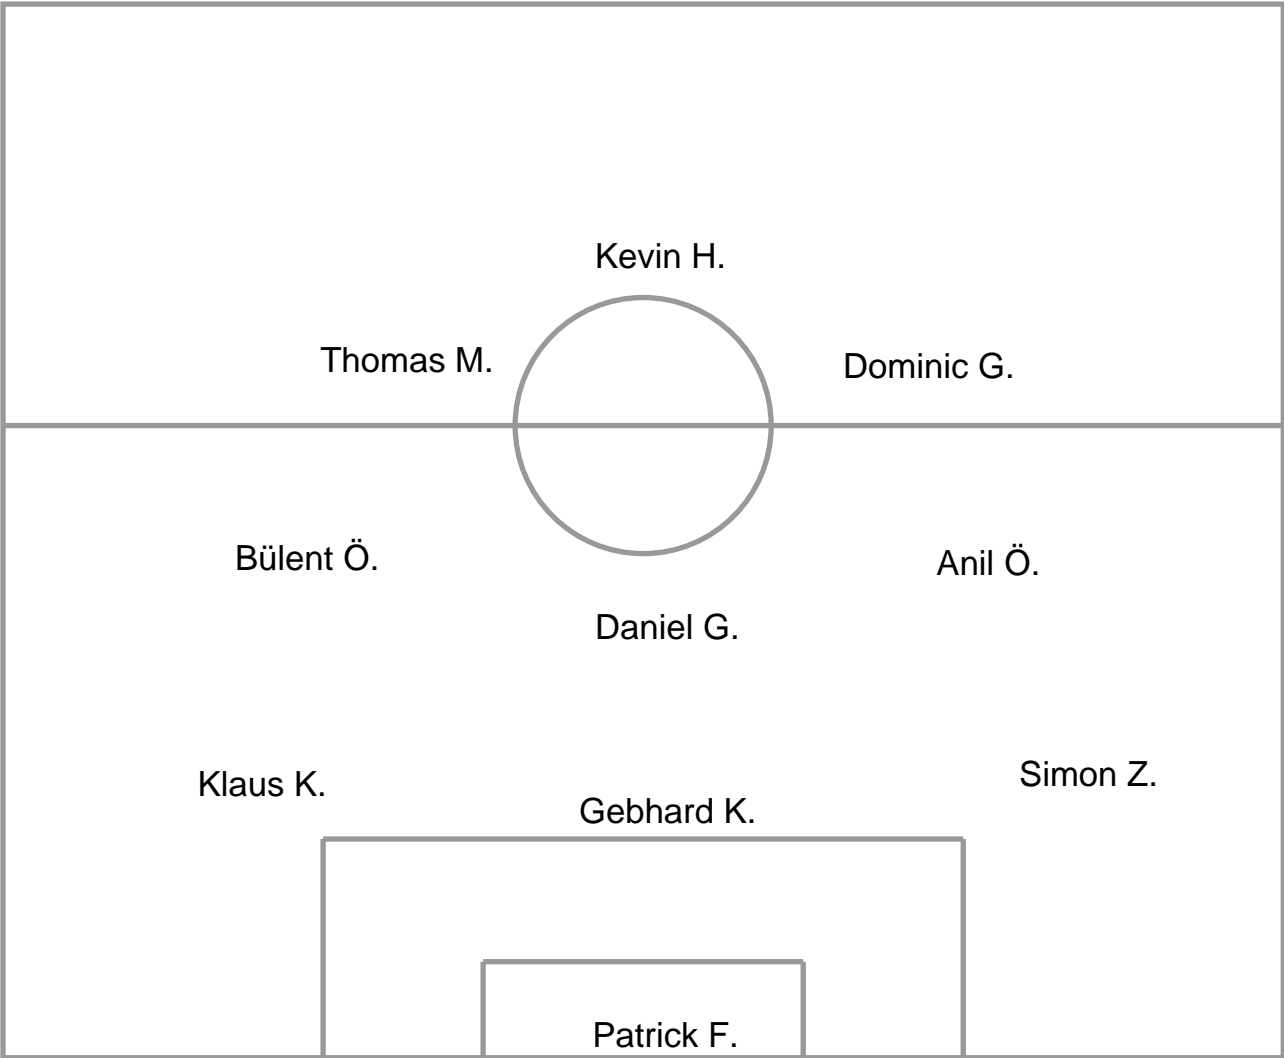 Kevin H.
Thomas M.
Dominic G.
Bülent Ö.
Anil Ö.
Daniel G.
Klaus K.
Simon Z.
Gebhard K.
Patrick F.